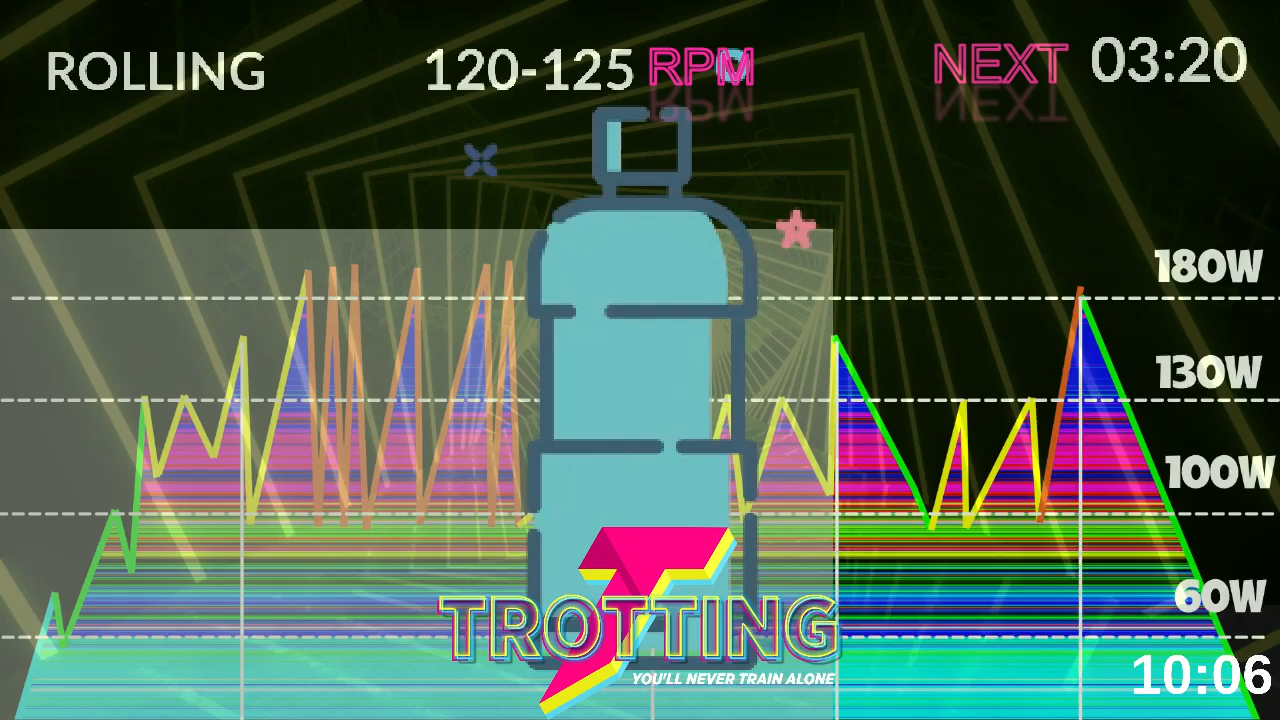 ROLLING
120-125 RPM
NEXT 03:20
180W
130W
100W
60W
TROTTING
YOU'LL NEVER TRAIN ALONE
10:06